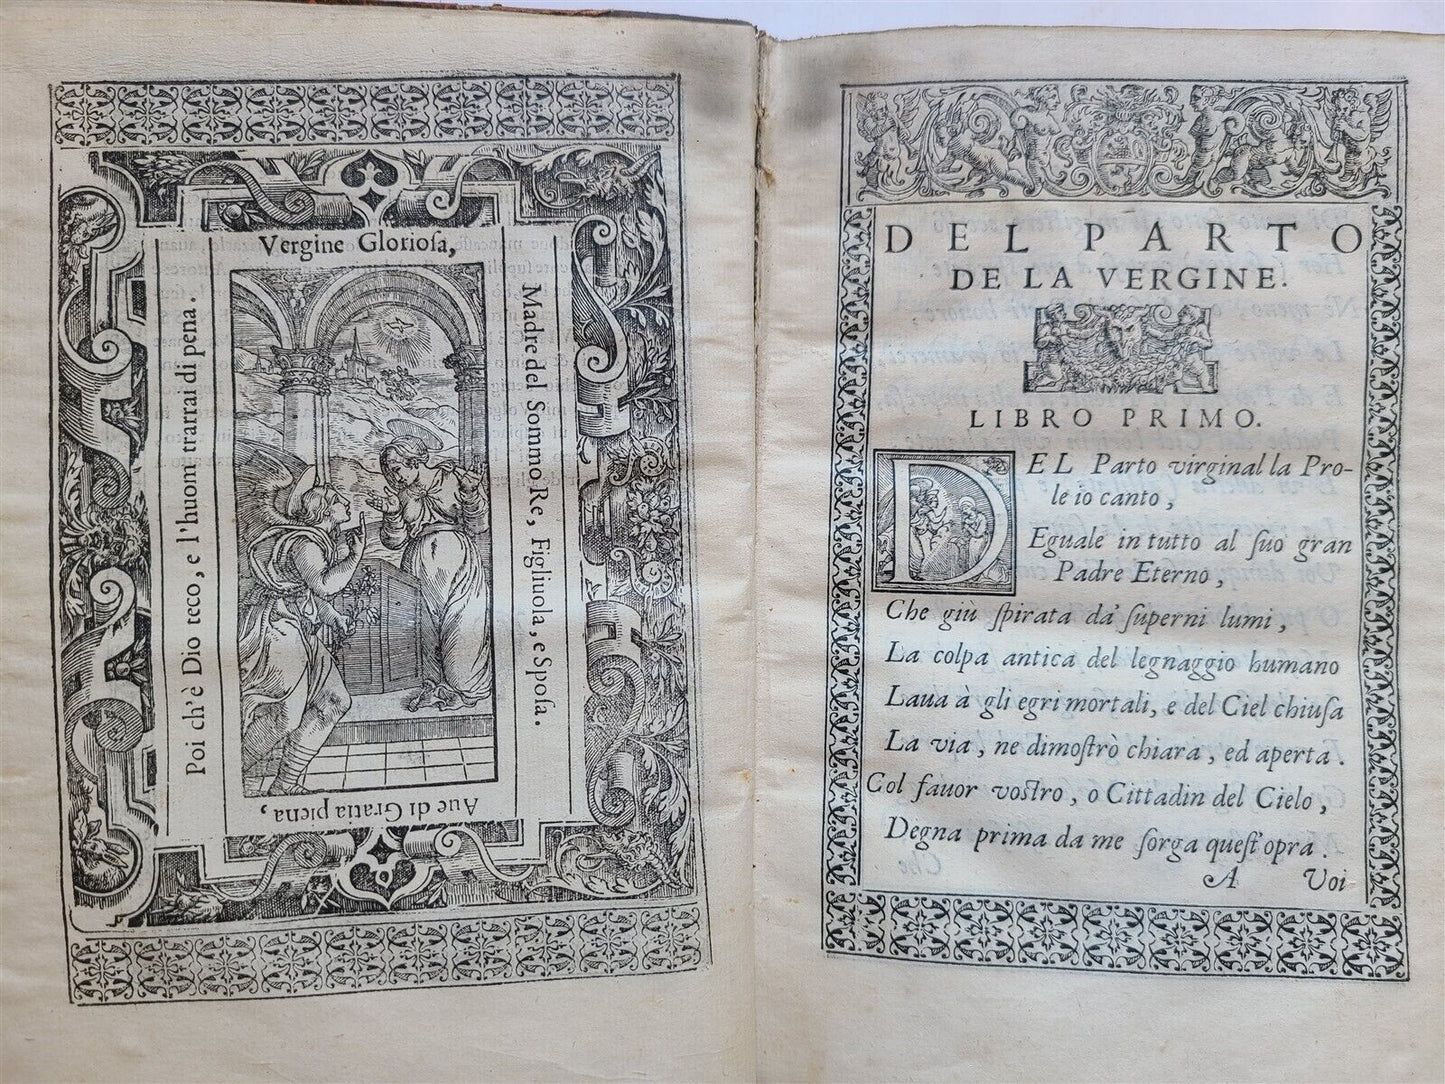 Vergine Glorioſa,
Madre del Sommo Re, Figliuola, e Spoſa.
Aue di Gratia piena,
Poi ch'è Dio teco, e l'huom trarrai di pena.
DEL PARTO
DE LA VERGINE.
LIBRO PRIMO.
DEL Parto virginal la Pro-
le io canto,
Eguale in tutto al ſuo gran
Padre Eterno,
Che giù ſpirata da' ſuperni lumi,
La colpa antica del legnaggio humano
Laua à gli egri mortali, e del Ciel chiuſa
La via, ne dimoſtrò chiara, ed aperta.
Col fauor voſtro, o Cittadin del Cielo,
Degna prima da me ſorga queſt'opra.
A Voi